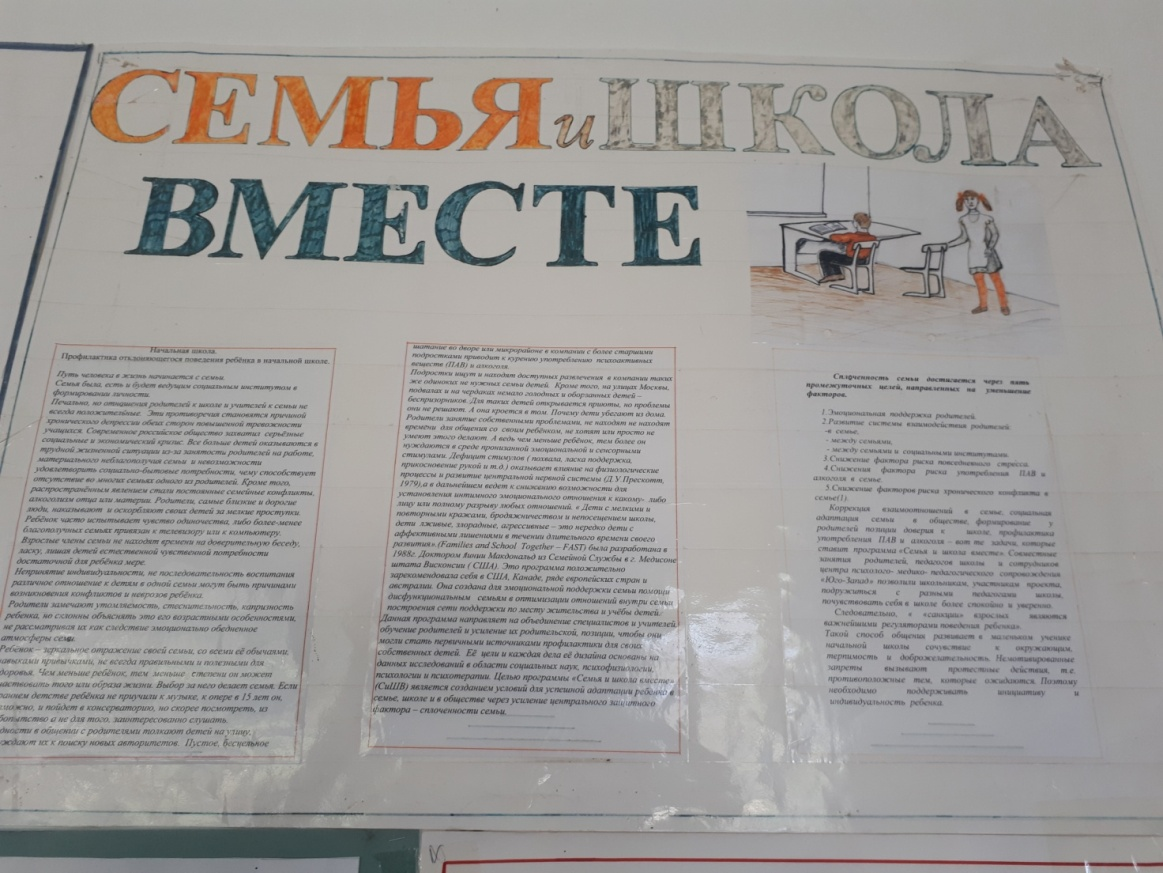 СЕМЬЯ и ШКОЛА
ВМЕСТЕ
Начальная школа.
Профилактика отклоняющегося поведения ребёнка в начальной школе.
Путь человека в жизнь начинается с семьи.
Семья была, есть и будет ведущим социальным институтом в
формировании личности.
Печально, но отношения родителей к школе и учителей к семье не
всегда положительные. Эти противоречия становятся причиной
хронического депрессии обеих сторон повышенной тревожности
учащихся. Современное российское общество захватил серьёзные
социальные и экономический кризис. Все больше детей оказываются в
трудной жизненной ситуации из-за занятости родителей на работе,
материального неблагополучия семьи и невозможности
удовлетворить социально-бытовые потребности, чему способствует
отсутствие во многих семьях одного из родителей. Кроме того,
распространённым явлением стали постоянные семейные конфликты,
алкоголизм отца или матери. Родители, самые близкие и дорогие
люди, наказывают и оскорбляют своих детей за мелкие проступки.
Ребёнок часто испытывает чувство одиночества, либо более-менее
благополучных семьях привязан к телевизору или к компьютеру.
Взрослые члены семьи не находят времени на доверительную беседу,
ласку, лишая детей естественной чувственной потребности
достаточной для ребёнка мере.
Непринятие индивидуальности, не последовательность воспитания
различное отношение к детям в одной семьи могут быть причинами
возникновения конфликтов и неврозов ребёнка.
Родители замечают утомляемость, стеснительность, капризность
ребенка, но склонны объяснять это его возрастными особенностями,
не рассматривая их как следствие эмоционально обедненное
атмосферы семьи.
Ребёнок – зеркальное отражение своей семьи, со всеми её обычаями,
навыками привычками, не всегда правильными и полезными для
здоровья. Чем меньше ребёнок, тем меньше степени он может
того или образа жизни. Выбор за него делает семья. Если
раннем детстве ребёнка не приучили к музыке, к опере в 15 лет он,
возможно, и пойдет в консерваторию, но скорее посмотреть, из
любопытства а не для того, заинтересованно слушать.
в общении с родителями толкают детей на улицу,
их к поиску новых авторитетов. Пустое, бесцельное
шатание во дворе или микрорайоне в компании с более старшими
подростками приводит к курению употреблению психоактивных
веществ (ПАВ) и алкоголя.
Подростки ищут и находят доступных развлечения в компании таких
же одиноких не нужных семьи детей. Кроме того, на улицах Москвы,
подвалах и на чердаках немало голодных и оборванных детей –
беспризорников. Для таких детей открывается приюты, но проблемы
они не решают. А она кроется в том. Почему дети убегают из дома.
Родители занятые собственными проблемами, не находят не находят
времени для общения со своим ребёнком, не хотят или просто не
умеют этого делают. А ведь чем меньше ребёнок, тем более он
нуждаются в среде пронизанной эмоциональной и сенсорными
стимулами. Дефицит стимулов ( похвала, ласка поддержка,
прикосновение рукой и т.д.) оказывает влияние на физиологические
процессы и развитие центральной нервной системы (Д.У.Прескотт,
1979),а в дальнейшем ведет к снижению возможности для
установления интимного эмоционального отношения к какому- либо
лицу или полному разрыву любых отношений. « Дети с мелкими и
повторными кражами, бродяжничеством и непосещением школы,
дети лживые, злорадные, агрессивные – это нередко дети с
аффективными лишениями в течении длительного времени своего
развития» (Families and School Together – FAST) была разработана в
1988г. Доктором Линии Макдональд из Семейной Службы в г. Медисоне
штата Висконсии ( США). Это программа положительно
зарекомендовала себя в США, Канаде, ряде европейских стран и
австралии. Она создана для эмоциональной поддержки семьи помощи
дисфункциональным семьям в оптимизации отношений внутри семьи
построения сети поддержки по месту жительства и учёбы детей.
Данная программа направляет на объединение специалистов и учителей
обучение родителей и усиление их родительской, позиции, чтобы они
могли стать первичными источниками профилактики для своих
собственных детей. Её цели и каждая дела её дизайна основаны на
данных исследований в области социальных наук, психофизиологии,
психологии и психотерапии. Целью программы «Семья и школа вместе»
(СиШВ) является созданием условий для успешной адаптации ребёнка в
семье, школе и в обществе через усиление центрального защитного
фактора – сплоченности семьи.
Сплоченность семьи достигается через пять
промежуточных целей, направленных на уменьшение
факторов.
1.Эмоциональная поддержка родителей.
2.Развитие системы взаимодействия родителей
-в семье,
- между семьями,
- между семьями и социальными институтами.
3.Снижение фактора риска повседневного стресса.
4.Снижения фактора риска употребления ПАВ и
алкоголя в семье.
5.Снижение факторов риска хронического конфликта в
семье(1).
Коррекция взаимоотношений в семье, социальная
адаптация семьи в обществе, формирование у
родителей позиции доверия к школе, профилактика
употребления ПАВ и алкоголя - вот те задачи, которые
ставит программа «Семья и школа вместе». Совместные
занятия родителей, педагогов школы и сотрудников
центра психолого- медико- педагогического сопровождения
«Юго-Запад» позволили школьникам, участникам проекта,
подружиться с разными педагогами школы,
почувствовать себя в школе более спокойно и уверенно.
Следовательно, и «санкции» взрослых являются
важнейшими регуляторами поведения ребенка».
Такой способ общения развивает в маленьком ученике
начальной школы сочувствие к окружающим,
терпимость и доброжелательность. Немотивированные
запреты вызывают протестные действия, т.е.
противоположные тем, которые ожидаются. Поэтому
необходимо поддерживать инициативу и
индивидуальность ребенка.